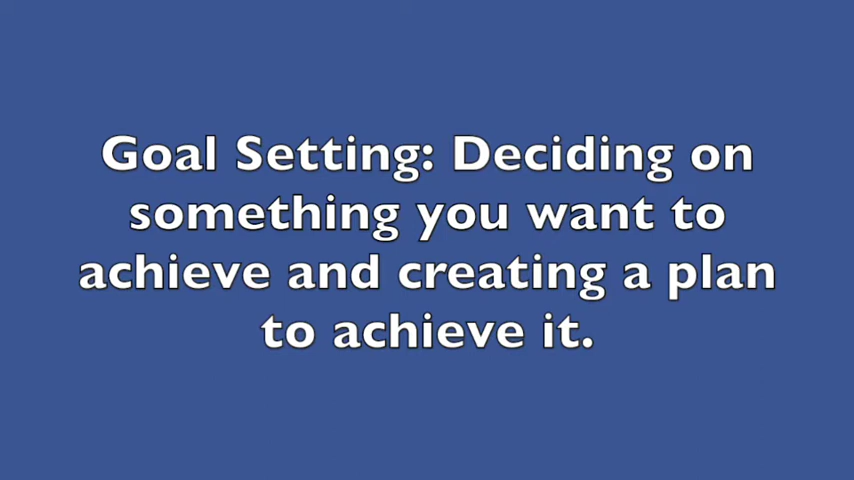 Goal Setting: Deciding on
something you want to
achieve and creating a plan
to achieve it.